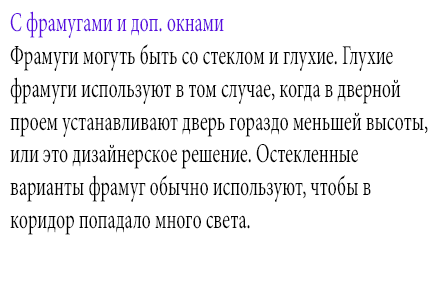 С фрамугами и доп. окнами
Фрамуги могуть быть со стеклом и глухие. Глухие
фрамуги используют в том случае, когда в дверной
проем устанавливают дверь гораздо меньшей высоты,
или это дизайнерское решение. Остекленные
варианты фрамуг обычно используют, чтобы в
коридор попадало много света.